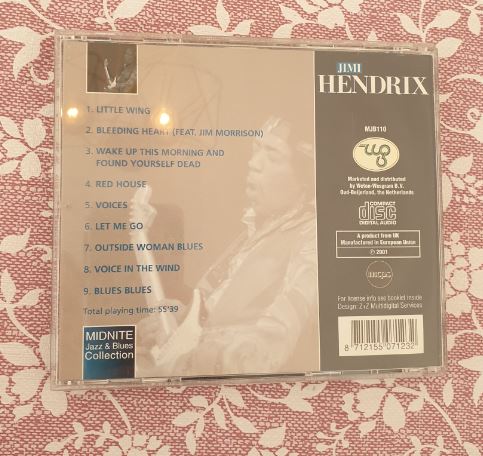 JIMI
HENDRIX
1. LITTLE WING
2. BLEEDING HEART (FEAT. JIM MORRISON)
3. WAKE UP THIS MORNING AND
FOUND YOURSELF DEAD
4. RED HOUSE
5. VOICES
6. LET ME GO
7. OUTSIDE WOMAN BLUES
8. VOICE IN THE WIND
9. BLUES BLUES
Total playing time: 55'39
MIDNITE
Jazz & Blues
Collection
MJB110
Marketed and distributed
by Weton-Wesgram B.V.
Oud-Beijerland, the Netherlands
COMPACT
disc
DIGITAL AUDIO
A product from UK
Manufactured in European Union
© 2001
mcps
For license info see booklet inside
Design: Z+Z Multidigital Services
8 712155 071232